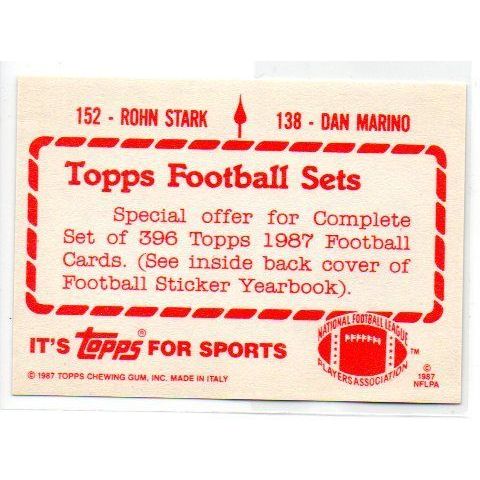 152 - ROHN STARK
138 - DAN MARINO
Topps Football Sets
Special offer for Complete
Set of 396 Topps 1987 Football
Cards. (See inside back cover of
Football Sticker Yearbook).
IT'S Topps® FOR SPORTS
NATIONAL FOOTBALL LEAGUE
PLAYERS ASSOCIATION
™
© 1987 TOPPS CHEWING GUM, INC. MADE IN ITALY
©
1987
NFLPA